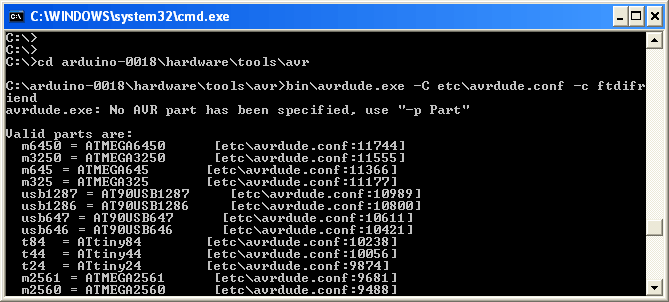 C:\WINDOWS\system32\cmd.exe
C:\>
C:\>
C:\>cd arduino-0018\hardware\tools\avr
C:\arduino-0018\hardware\tools\avr>bin\avrdude.exe -C etc\avrdude.conf -c ftdifr
iend
avrdude.exe: No AVR part has been specified, use "-p Part"
Valid parts are:
m6450 = ATMEGA6450 [etc\avrdude.conf:11744]
m3250 = ATMEGA3250 [etc\avrdude.conf:11555]
m645 = ATMEGA645 [etc\avrdude.conf:11366]
m325 = ATMEGA325 [etc\avrdude.conf:11177]
usb1287 = AT90USB1287 [etc\avrdude.conf:10989]
usb1286 = AT90USB1286 [etc\avrdude.conf:10800]
usb647 = AT90USB647 [etc\avrdude.conf:10611]
usb646 = AT90USB646 [etc\avrdude.conf:10421]
t84 = ATtiny84 [etc\avrdude.conf:10238]
t44 = ATtiny44 [etc\avrdude.conf:10056]
t24 = ATtiny24 [etc\avrdude.conf:9874]
m2561 = ATMEGA2561 [etc\avrdude.conf:9681]
m2560 = ATMEGA2560 [etc\avrdude.conf:9488]